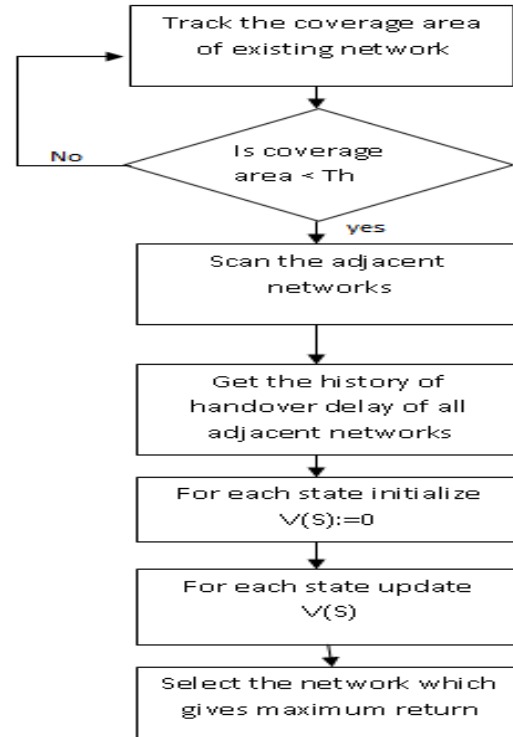 Track the coverage area
of existing network
Is coverage
area < Th
No
yes
Scan the adjacent
networks
Get the history of
handover delay of all
adjacent networks
For each state initialize
V(S):=0
For each state update
V(S)
Select the network which
gives maximum return